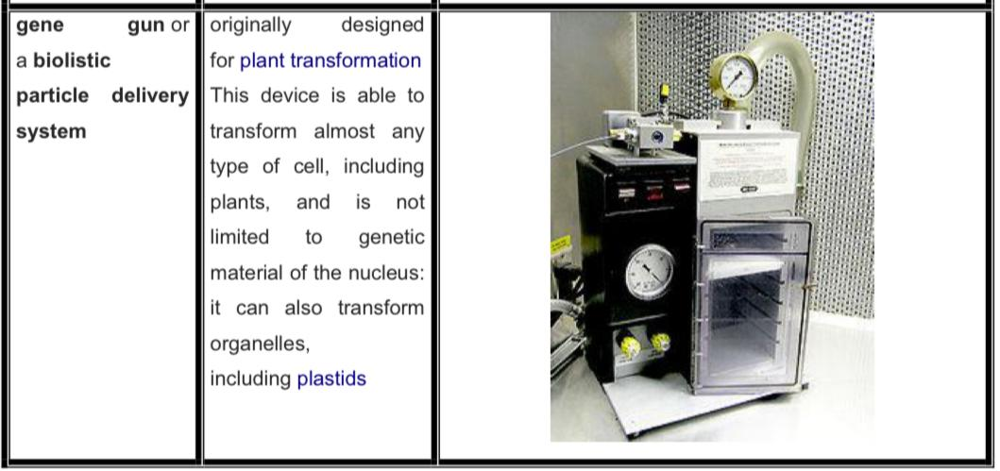 gene gun or
a biolistic
particle delivery
system
originally designed
for plant transformation
This device is able to
transform almost any
type of cell, including
plants, and is not
limited to genetic
material of the nucleus:
it can also transform
organelles,
including plastids
BIO-RAD